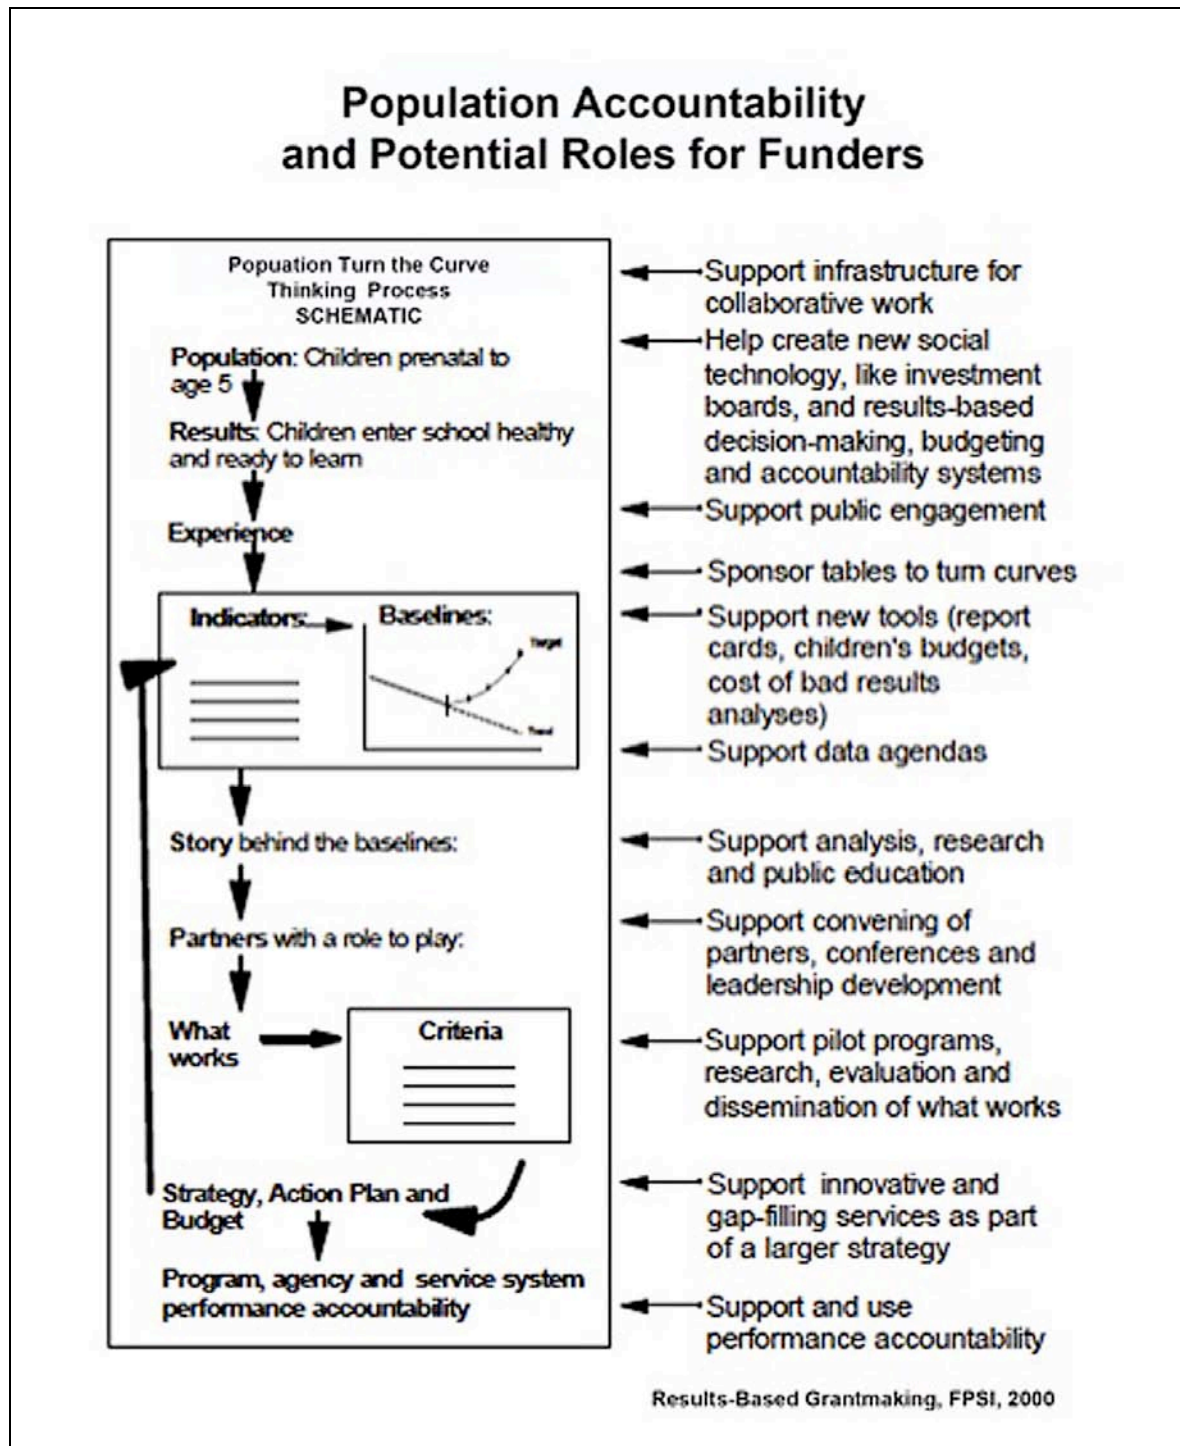 Population Accountability
and Potential Roles for Funders
Popuation Turn the Curve
Thinking Process
SCHEMATIC
Population: Children prenatal to
age 5
Results: Children enter school healthy
and ready to learn
Experience
Indicators:
Baselines:
Target
Trend
Story behind the baselines:
Partners with a role to play:
What
works
Criteria
Strategy, Action Plan and
Budget
Program, agency and service system
performance accountability
Support infrastructure for
collaborative work
Help create new social
technology, like investment
boards, and results-based
decision-making, budgeting
and accountability systems
Support public engagement
Sponsor tables to turn curves
Support new tools (report
cards, children's budgets,
cost of bad results
analyses)
Support data agendas
Support analysis, research
and public education
Support convening of
partners, conferences and
leadership development
Support pilot programs,
research, evaluation and
dissemination of what works
Support innovative and
gap-filling services as part
of a larger strategy
Support and use
performance accountability
Results-Based Grantmaking, FPSI, 2000